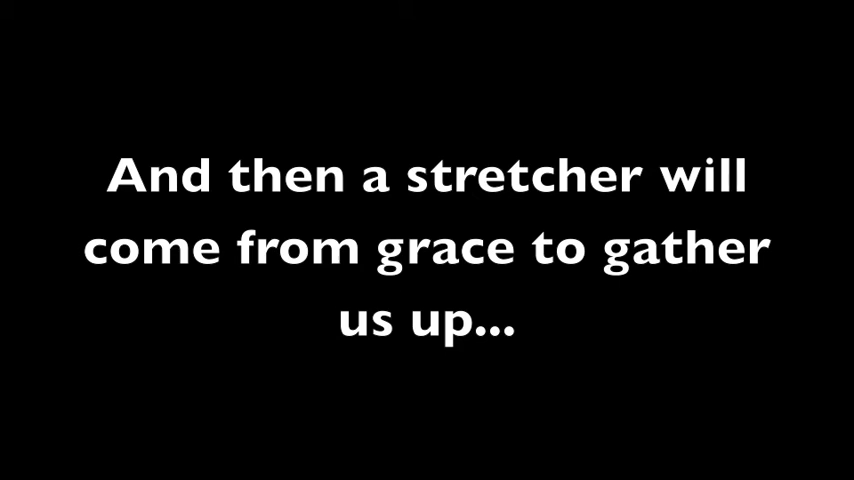 And then a stretcher will
come from grace to gather
us up...